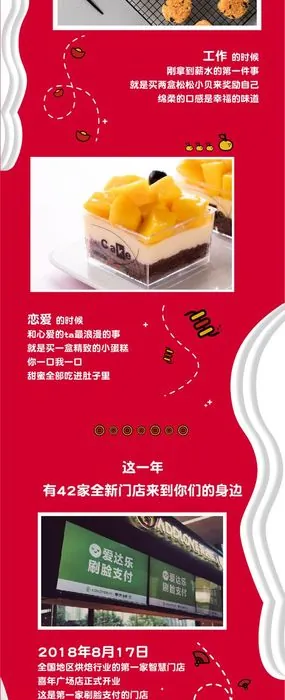 工作 的时候
刚拿到薪水的第一件事
就是买两盒松松小贝来奖励自己
绵柔的口感是幸福的味道
Cake
恋爱 的时候
和心爱的ta最浪漫的事
就是买一盒精致的小蛋糕
你一口我一口
甜蜜全部吃进肚子里
这一年
有42家全新门店来到你们的身边
爱达乐
刷脸支付
爱达乐
刷脸支付
2018年8月17日
全国地区烘焙行业的第一家智慧门店
嘉年广场店正式开业
这是第一家刷脸支付的门店